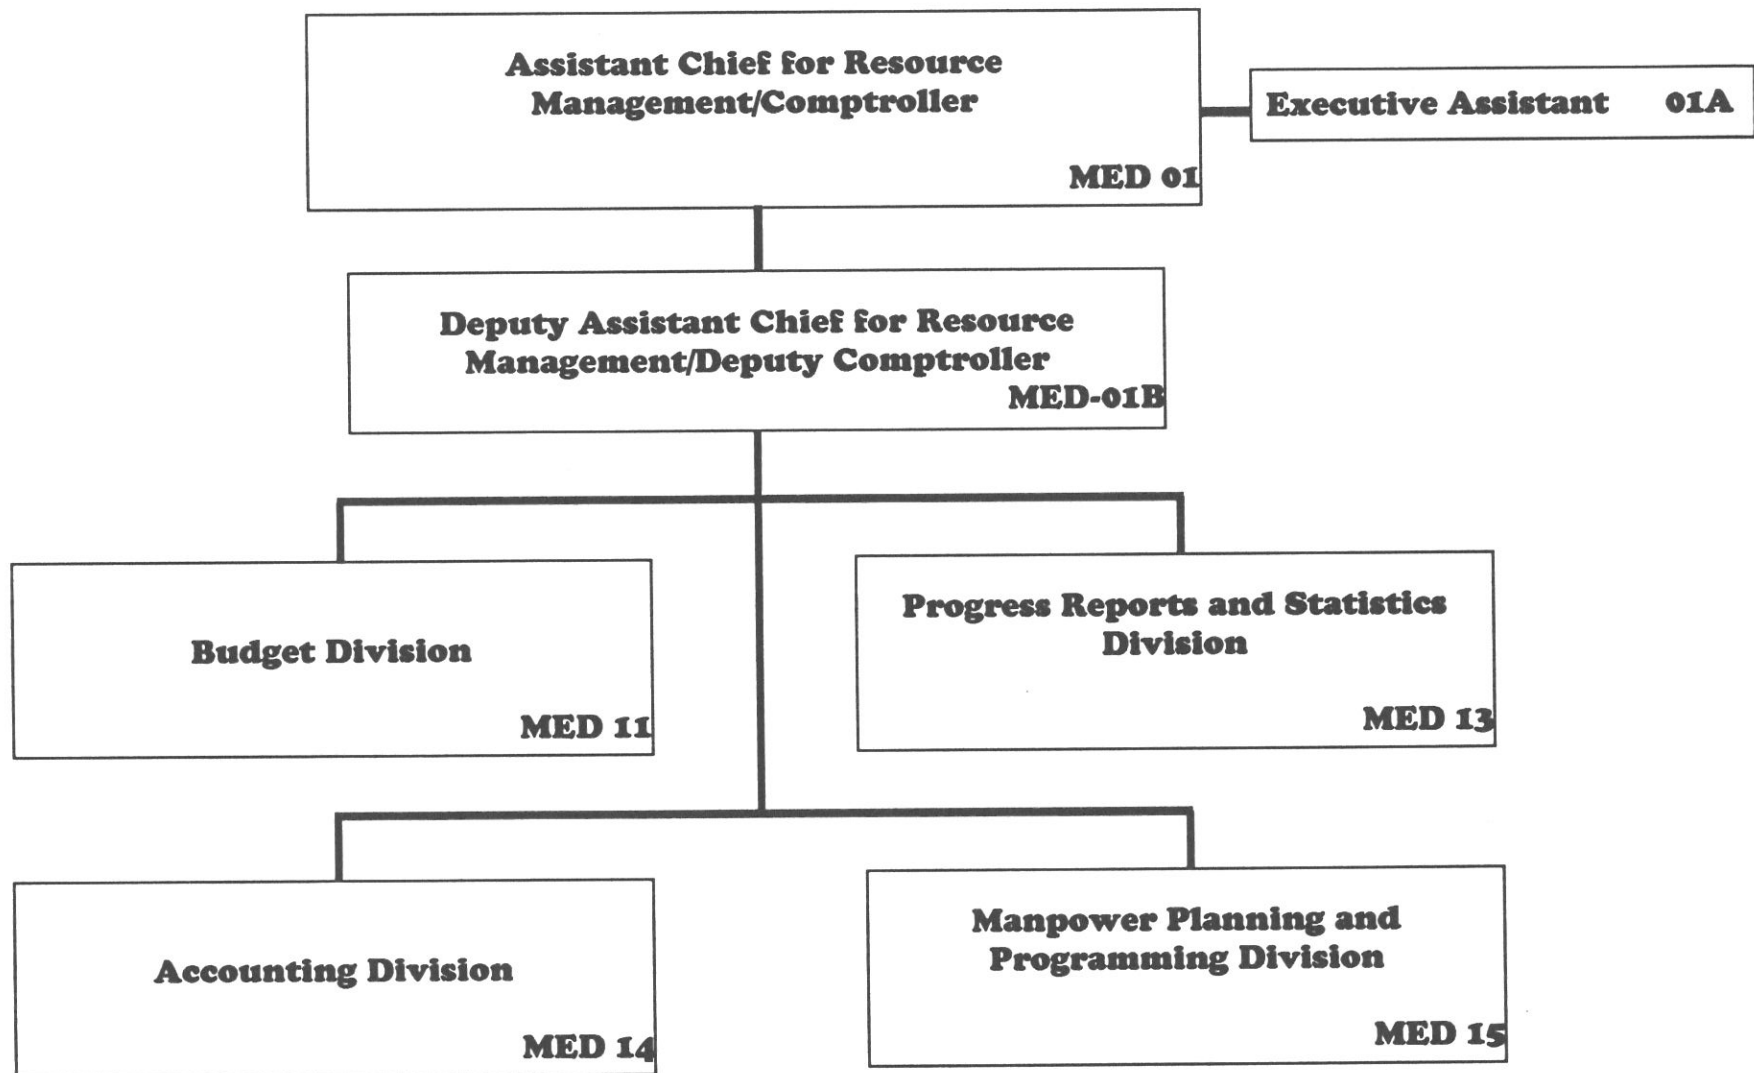 Assistant Chief for Resource
Management/Comptroller
MED 01
Executive Assistant 01A
Deputy Assistant Chief for Resource
Management/Deputy Comptroller
MED-01B
Budget Division
MED 11
Progress Reports and Statistics
Division
MED 13
Accounting Division
MED 14
Manpower Planning and
Programming Division
MED 15